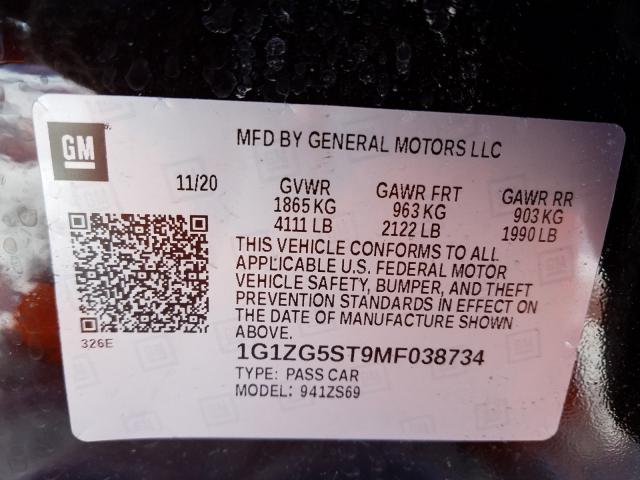 GM
MFD BY GENERAL MOTORS LLC
11/20 GVWR GAWR FRT GAWR RR
1865 KG 963 KG 903 KG
4111 LB 2122 LB 1990 LB
THIS VEHICLE CONFORMS TO ALL
APPLICABLE U.S. FEDERAL MOTOR
VEHICLE SAFETY, BUMPER, AND THEFT
PREVENTION STANDARDS IN EFFECT ON
THE DATE OF MANUFACTURE SHOWN
ABOVE.
326E
1G1ZG5ST9MF038734
TYPE: PASS CAR
MODEL: 941ZS69